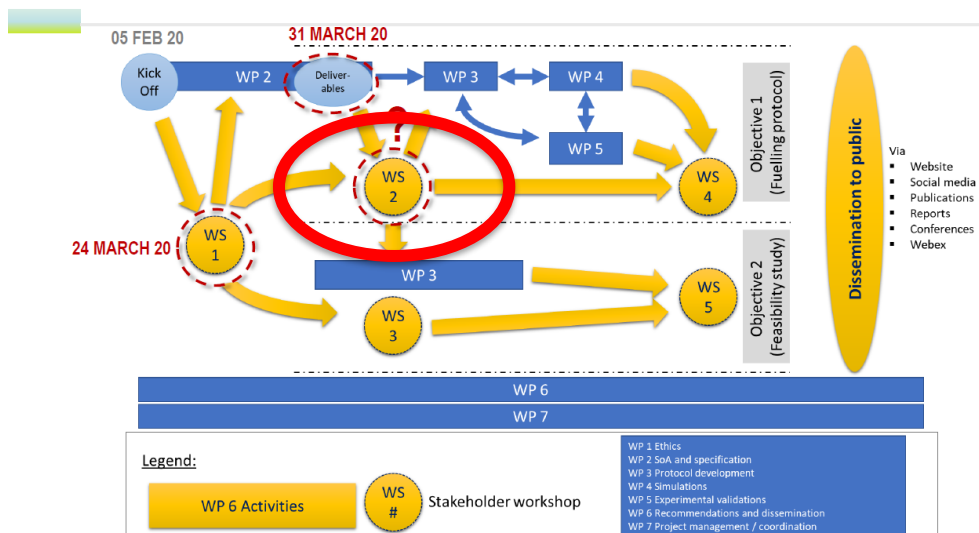 05 FEB 20
31 MARCH 20
Kick
Off
WP 2
Deliver-
ables
WP 3
WP 4
WP 5
?
WS
2
WS
4
Objective 1
(Fuelling protocol)
24 MARCH 20
WS
1
WP 3
WS
3
WS
5
Objective 2
(Feasibility study)
Dissemination to public
Via
▪ Website
▪ Social media
▪ Publications
▪ Reports
▪ Conferences
▪ Webex
WP 6
WP 7
Legend:
WP 6 Activities
WS
#
Stakeholder workshop
WP 1 Ethics
WP 2 SoA and specification
WP 3 Protocol development
WP 4 Simulations
WP 5 Experimental validations
WP 6 Recommendations and dissemination
WP 7 Project management / coordination